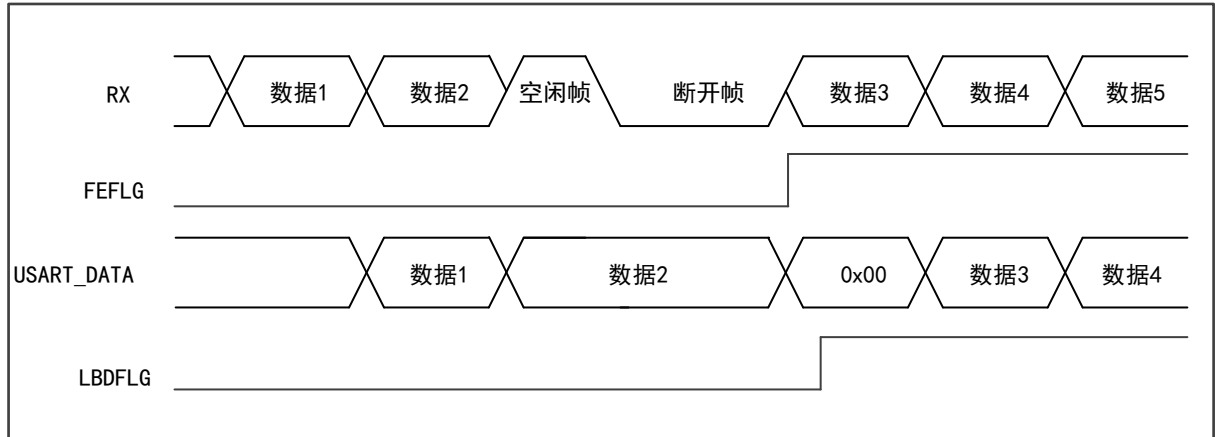 RX 数据1 数据2 空闲帧 断开帧 数据3 数据4 数据5
FEFLG
USART_DATA 数据1 数据2 0x00 数据3 数据4
LBDFLG